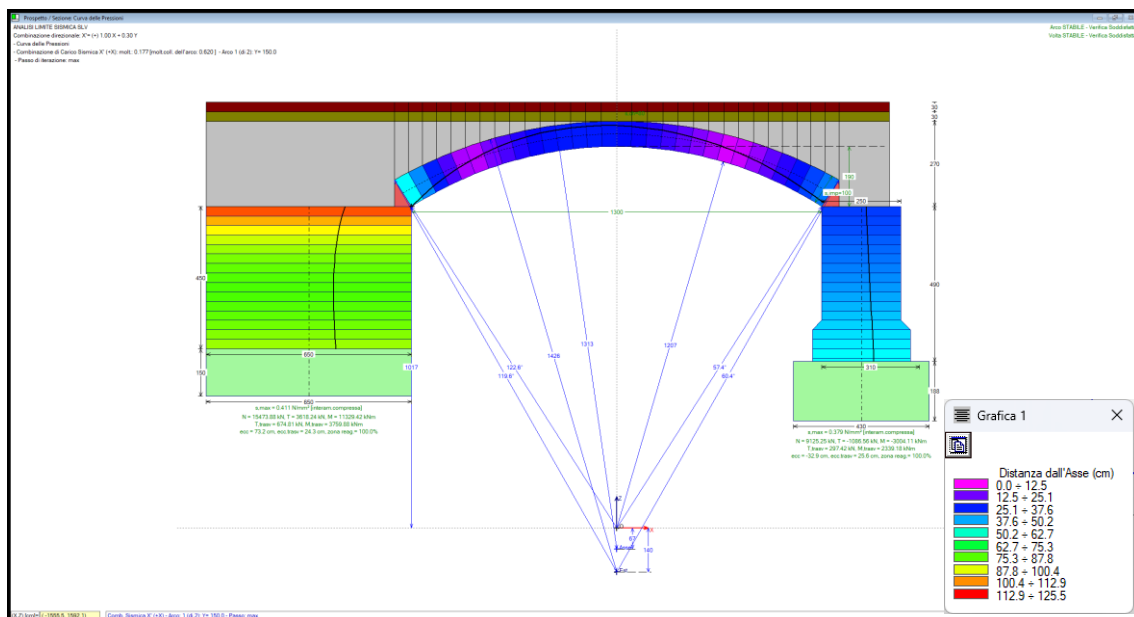 Prospetto / Sezione: Curva delle Pressioni
ANALISI LIMITE SISMICA SLV
Combinazione direzionale: X'= (+) 1.00 X + 0.30 Y
- Curva delle Pressioni:
- Combinazione di Carico Sismica X' (+X): molt. 0.177 [molt.coll. dell'arco: 0.620] - Arco 1 (di 2): Y= 150.0
- Passo di iterazione: max
Arco STABILE - Verifica Soddisfatt
Volta STABILE - Verifica Soddisfatt
30
30
270
190
s.imp=100
250
1300
450
490
650
1017
150
650
1428
1313
1207
122.6°
119.6°
57.4°
60.4°
310
188
430
s.max = 0.411 N/mm² [interam.compressa]
N = 15473.88 kN, T = 3618.24 kN, M = 11329.42 kNm
T.trasv = 674.81 kN, M.trasv = 3759.88 kNm
ecc = 73.2 cm, ecc.trasv = 24.3 cm, zona reag = 100.0%
s.max = 0.379 N/mm² [interam.compressa]
N = 9125.25 kN, T = -1086.56 kN, M = -3004.11 kNm
T.trasv = 297.42 kN, M.trasv = 2339.18 kNm
ecc = -32.9 cm, ecc.trasv = 25.6 cm, zona reag = 100.0%
Z
X
67
140
Grafica 1
Distanza dall'Asse (cm)
0.0 ÷ 12.5
12.5 ÷ 25.1
25.1 ÷ 37.6
37.6 ÷ 50.2
50.2 ÷ 62.7
62.7 ÷ 75.3
75.3 ÷ 87.8
87.8 ÷ 100.4
100.4 ÷ 112.9
112.9 ÷ 125.5
Comb. Sismica X' (+X) - Arco: 1 (di 2); Y= 150.0 - Passo: max